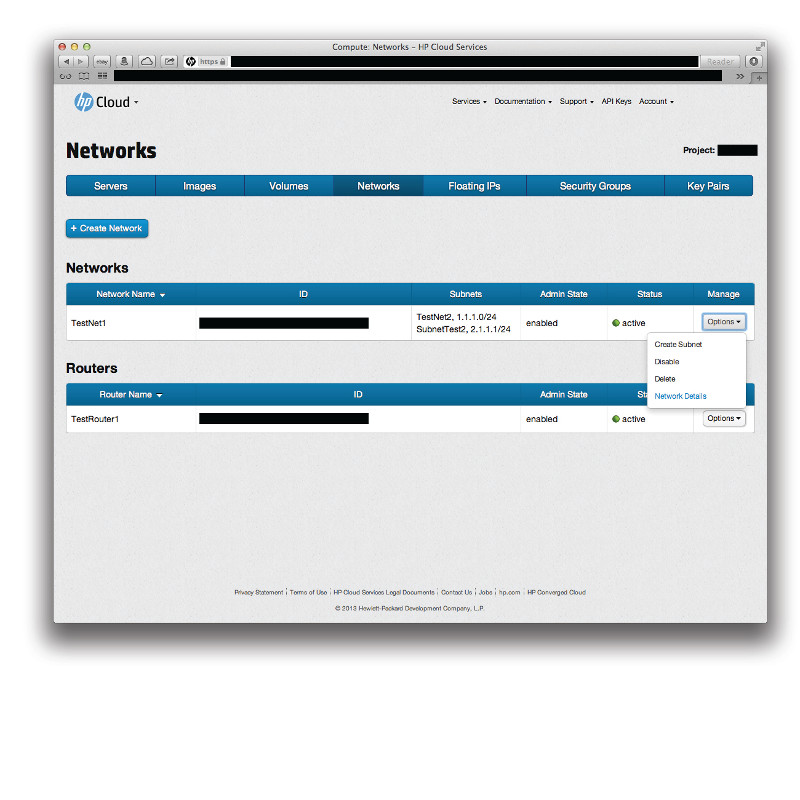 Compute: Networks – HP Cloud Services
ebay hp https Reader
hp Cloud Services Documentation Support API Keys Account
Networks Project:
Servers Images Volumes Networks Floating IPs Security Groups Key Pairs
+ Create Network
Networks
Network Name ID Subnets Admin State Status Manage
TestNet1 TestNet2, 1.1.1.0/24 enabled active Options
SubnetTest2, 2.1.1.1/24
Create Subnet
Disable
Delete
Network Details
Routers
Router Name ID Admin State Sta
TestRouter1 enabled active Options
Privacy Statement | Terms of Use | HP Cloud Services Legal Documents | Contact Us | Jobs | hp.com | HP Converged Cloud
© 2013 Hewlett-Packard Development Company, L.P.